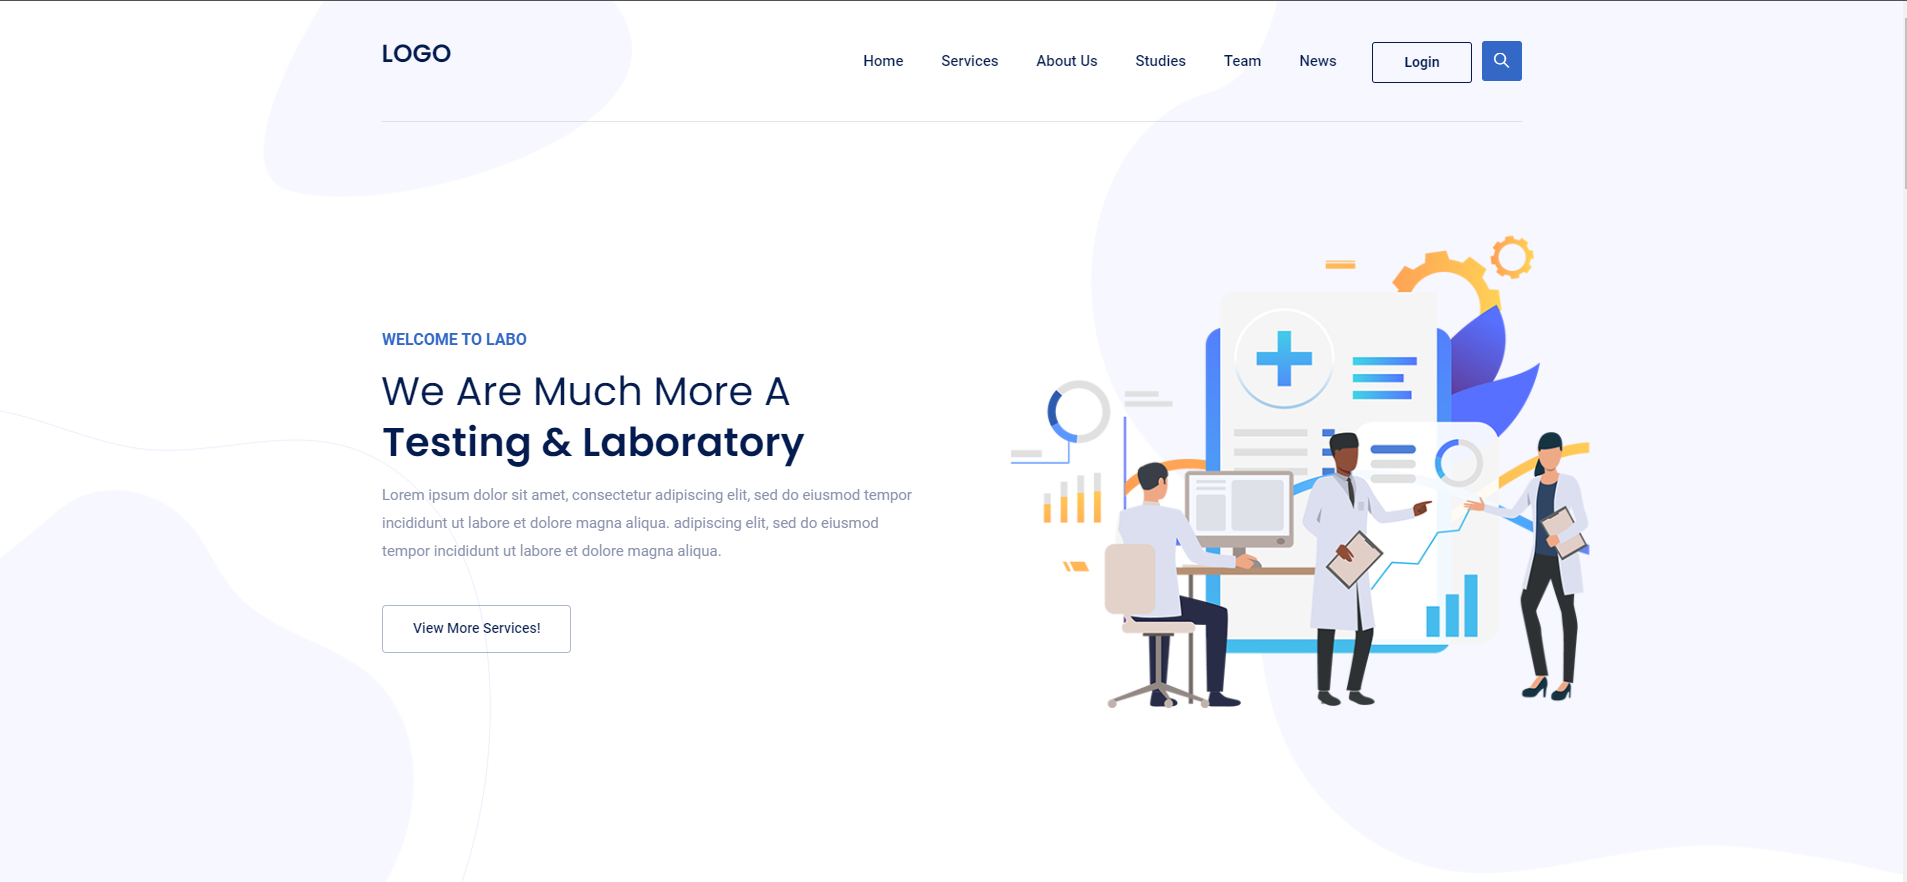 LOGO
Home Services About Us Studies Team News Login
WELCOME TO LABO
We Are Much More A
Testing & Laboratory
Lorem ipsum dolor sit amet, consectetur adipiscing elit, sed do eiusmod tempor
incididunt ut labore et dolore magna aliqua. adipiscing elit, sed do eiusmod
tempor incididunt ut labore et dolore magna aliqua.
View More Services!